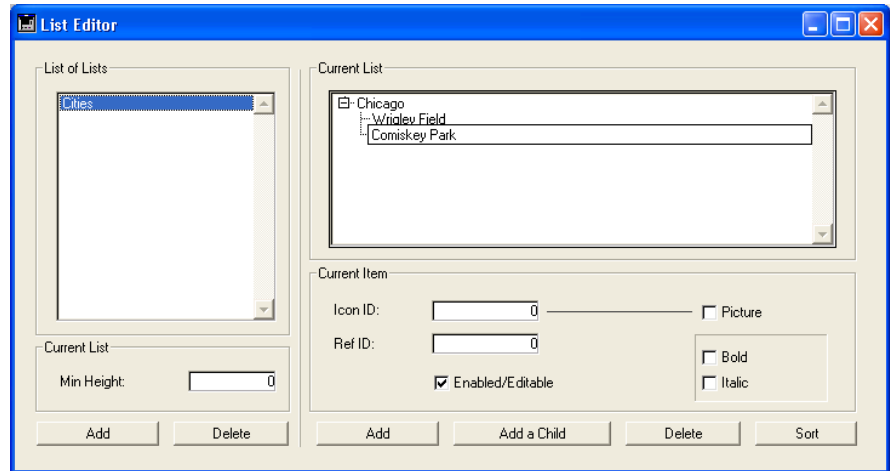 List Editor
List of Lists
Cities
Current List
Min Height: 0
Add Delete
Current List
Chicago
Wrigley Field
Comiskey Park
Current Item
Icon ID: 0 Picture
Ref ID: 0
Bold
Enabled/Editable Italic
Add Add a Child Delete Sort